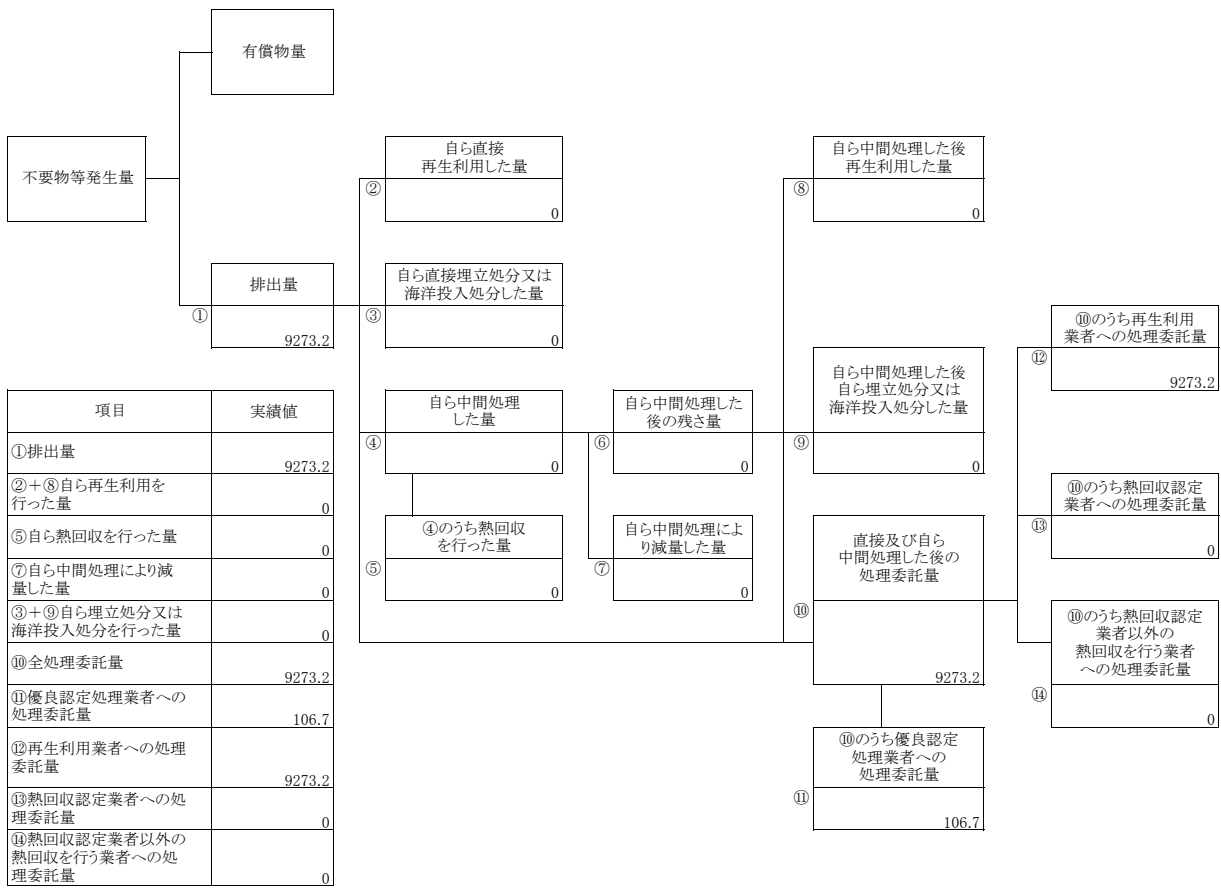 有償物量
不要物等発生量
排出量
①
9273.2
自ら直接
再生利用した量
②
0
自ら直接埋立処分又は
海洋投入処分した量
③
0
自ら中間処理
した量
④
0
④のうち熱回収
を行った量
⑤
0
自ら中間処理した
後の残さ量
⑥
0
自ら中間処理によ
り減量した量
⑦
0
自ら中間処理した後
再生利用した量
⑧
0
自ら中間処理した後
自ら埋立処分又は
海洋投入処分した量
⑨
0
直接及び自ら
中間処理した後の
処理委託量
⑩
9273.2
⑩のうち優良認定
処理業者への
処理委託量
⑪
106.7
⑩のうち再生利用
業者への処理委託量
⑫
9273.2
⑩のうち熱回収認定
業者への処理委託量
⑬
0
⑩のうち熱回収認定
業者以外の
熱回収を行う業者
への処理委託量
⑭
0
項目 実績値
①排出量
9273.2
②＋⑧自ら再生利用を
行った量
0
⑤自ら熱回収を行った量
0
⑦自ら中間処理により減
量した量
0
③＋⑨自ら埋立処分又は
海洋投入処分を行った量
0
⑩全処理委託量
9273.2
⑪優良認定処理業者への
処理委託量
106.7
⑫再生利用業者への処理
委託量
9273.2
⑬熱回収認定業者への処
理委託量
0
⑭熱回収認定業者以外の
熱回収を行う業者への処
理委託量
0